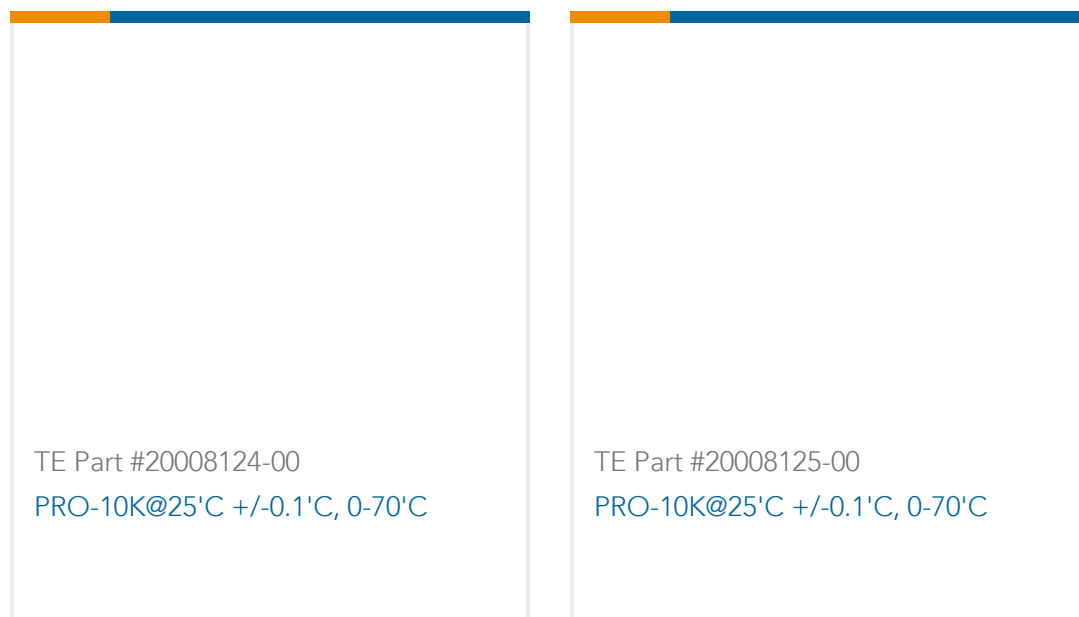 TE Part #20008124-00
PRO-10K@25'C +/-0.1'C, 0-70'C
TE Part #20008125-00
PRO-10K@25'C +/-0.1'C, 0-70'C